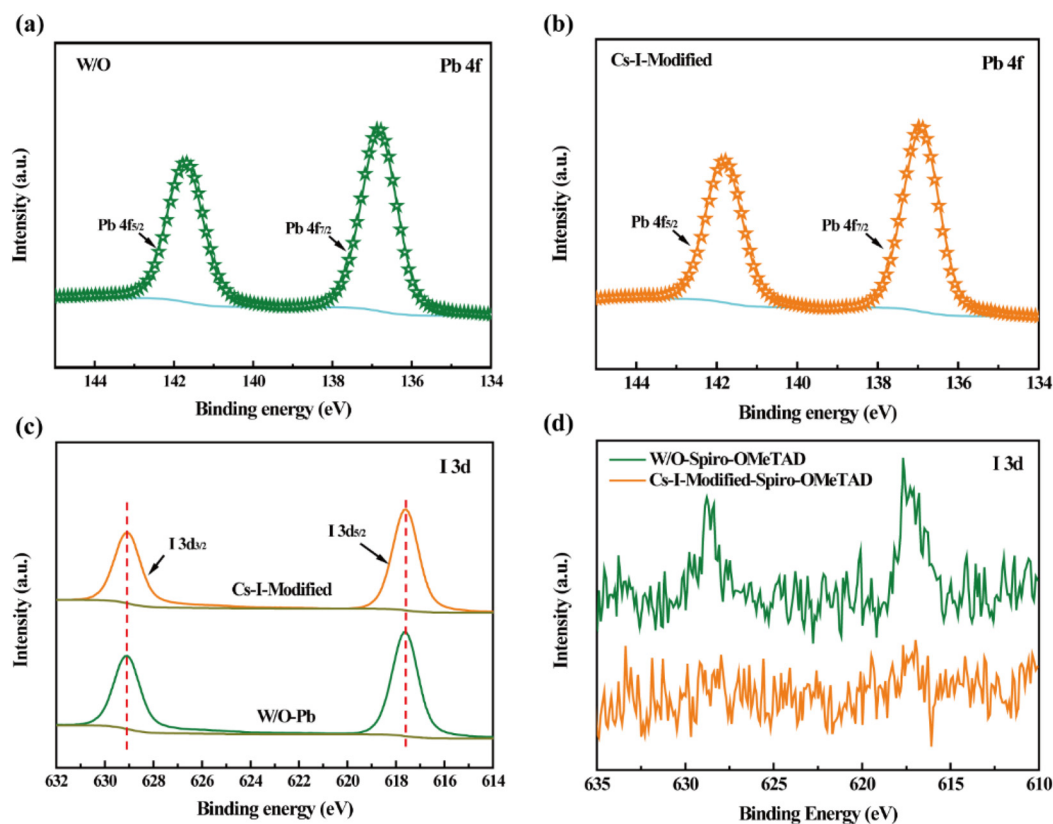 (a)
W/O
Pb 4f
Pb 4f5/2
Pb 4f7/2
Intensity (a.u.)
144 142 140 138 136 134
Binding energy (eV)
(b)
Cs-I-Modified
Pb 4f
Pb 4f5/2
Pb 4f7/2
Intensity (a.u.)
144 142 140 138 136 134
Binding energy (eV)
(c)
I 3d
I 3d3/2
I 3d5/2
Cs-I-Modified
W/O-Pb
Intensity (a.u.)
632 630 628 626 624 622 620 618 616 614
Binding energy (eV)
(d)
W/O-Spiro-OMeTAD
I 3d
Cs-I-Modified-Spiro-OMeTAD
Intensity (a.u.)
635 630 625 620 615 610
Binding Energy (eV)